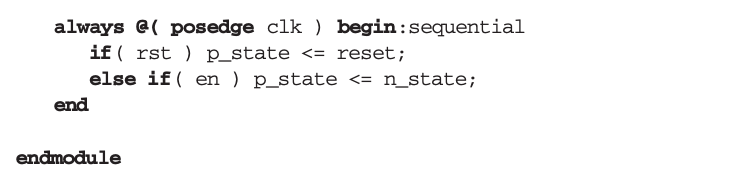 always @( posedge clk ) begin:sequential
if( rst ) p_state <= reset;
else if( en ) p_state <= n_state;
end
endmodule